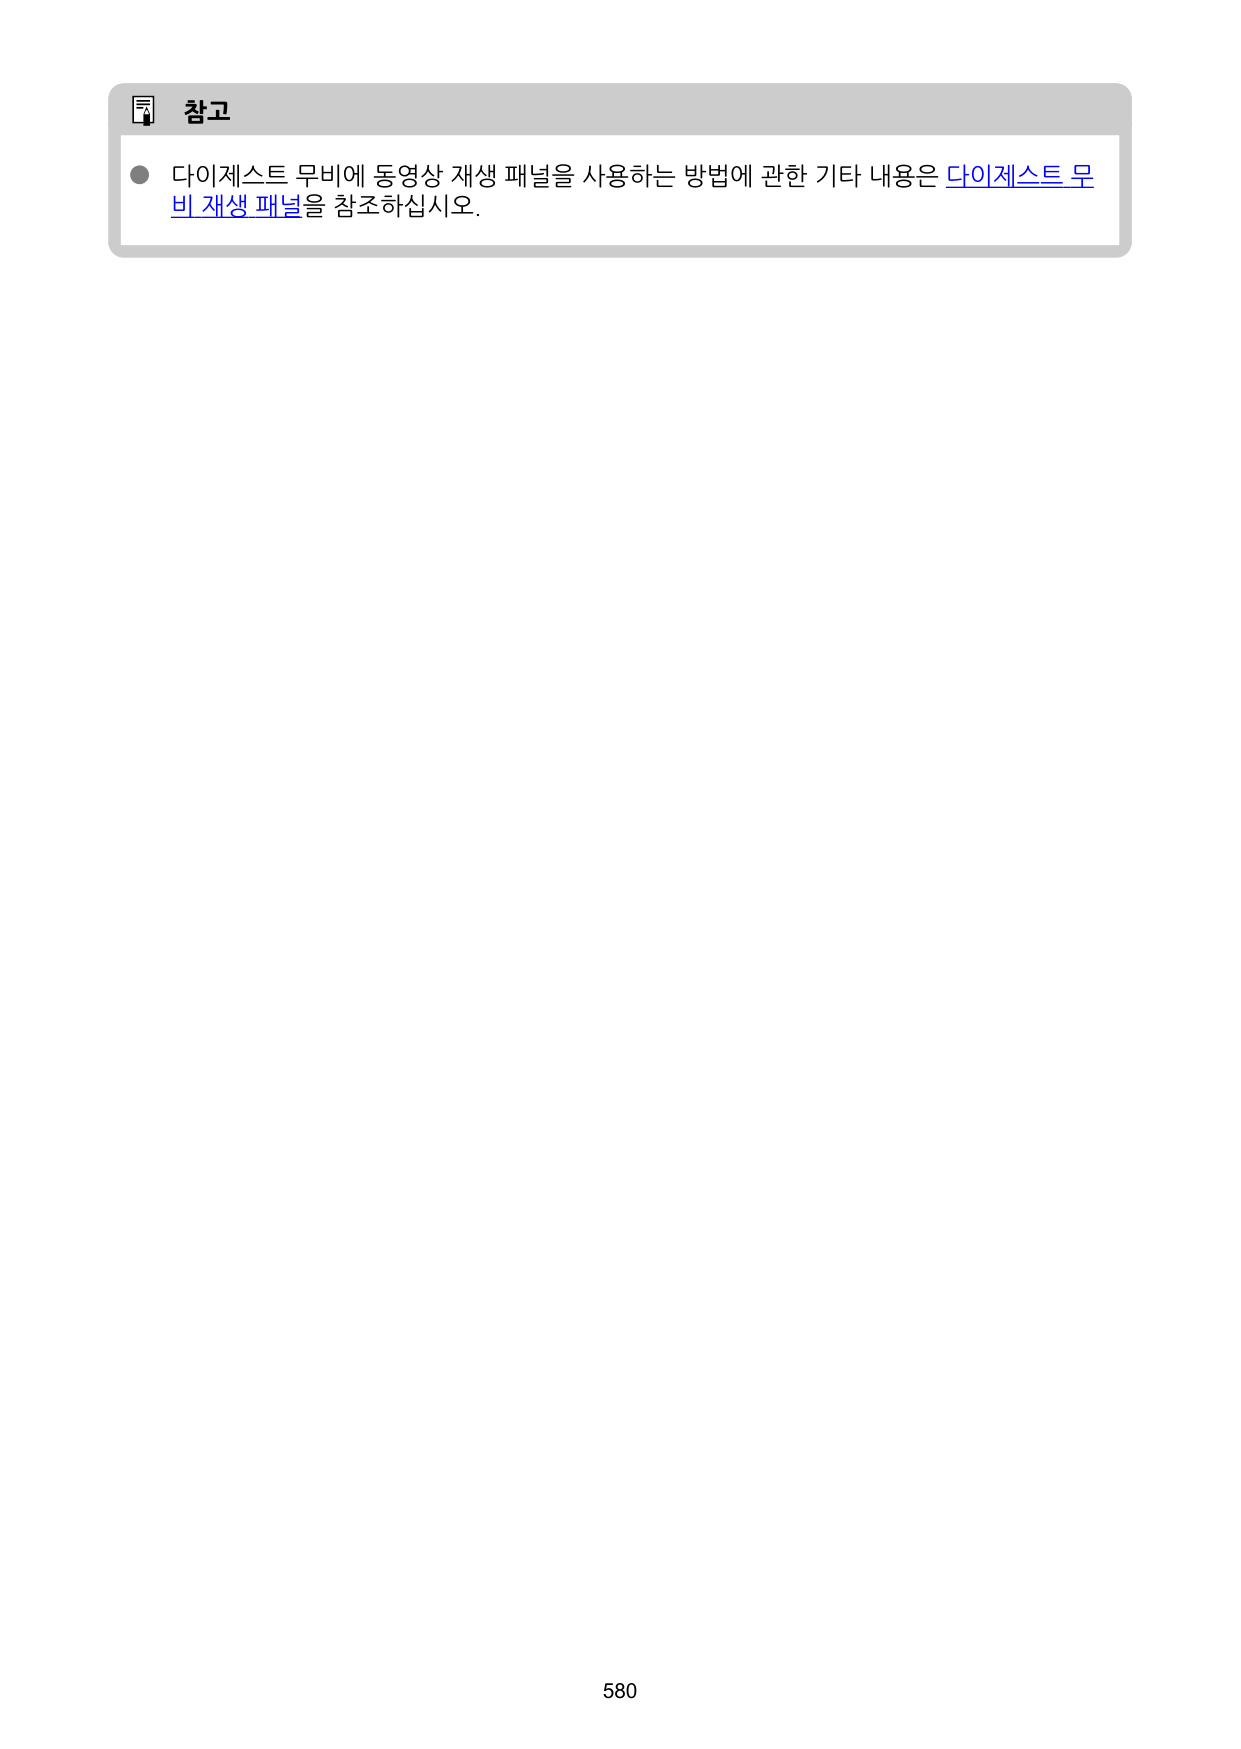 참고
다이제스트 무비에 동영상 재생 패널을 사용하는 방법에 관한 기타 내용은 다이제스트 무
비 재생 패널을 참조하십시오.
580